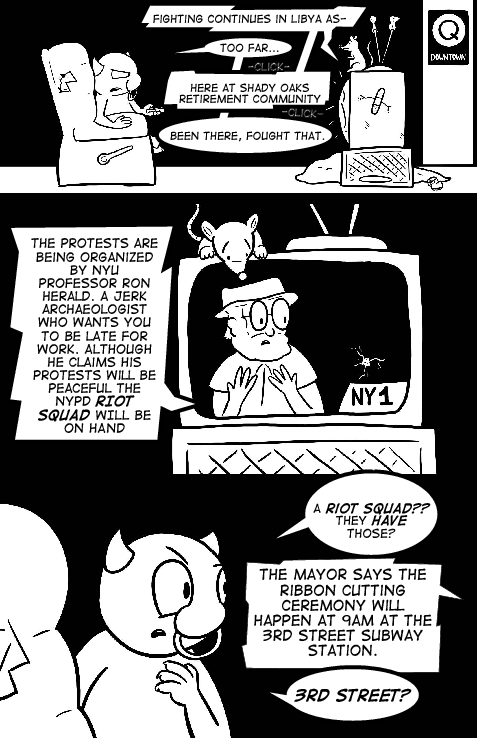 FIGHTING CONTINUES IN LIBYA AS-
Q
DOWNTOWN
TOO FAR...
-CLICK-
HERE AT SHADY OAKS
RETIREMENT COMMUNITY
-CLICK-
BEEN THERE, FOUGHT THAT.
THE PROTESTS ARE
BEING ORGANIZED
BY NYU
PROFESSOR RON
HERALD. A JERK
ARCHAEOLOGIST
WHO WANTS YOU
TO BE LATE FOR
WORK. ALTHOUGH
HE CLAIMS HIS
PROTESTS WILL BE
PEACEFUL THE
NYPD RIOT
SQUAD WILL BE
ON HAND
NY1
A RIOT SQUAD??
THEY HAVE
THOSE?
THE MAYOR SAYS THE
RIBBON CUTTING
CEREMONY WILL
HAPPEN AT 9AM AT THE
3RD STREET SUBWAY
STATION.
3RD STREET?